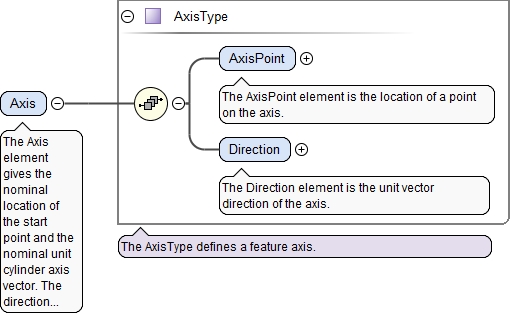 AxisType
AxisPoint
The AxisPoint element is the location of a point
on the axis.
Axis
The Axis
element
gives the
nominal
location of
the start
point and the
nominal unit
cylinder axis
vector. The
direction...
Direction
The Direction element is the unit vector
direction of the axis.
The AxisType defines a feature axis.